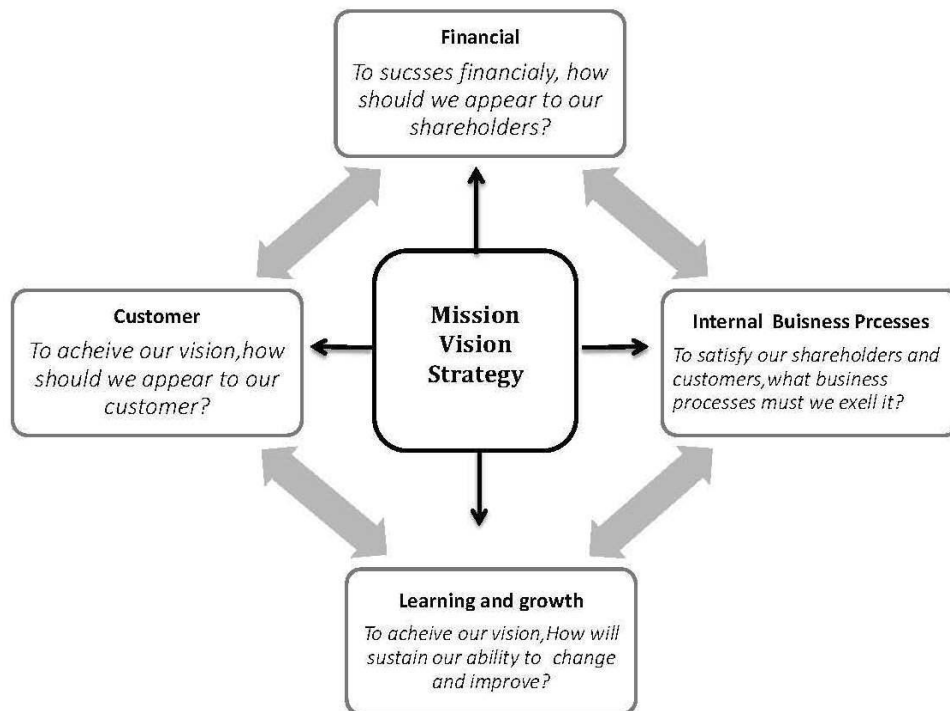 Financial
To sucsses financialy, how
should we appear to our
shareholders?
Customer
To acheive our vision,how
should we appear to our
customer?
Mission
Vision
Strategy
Internal Buisness Prcesses
To satisfy our shareholders and
customers,what business
processes must we exell it?
Learning and growth
To acheive our vision,How will
sustain our ability to change
and improve?